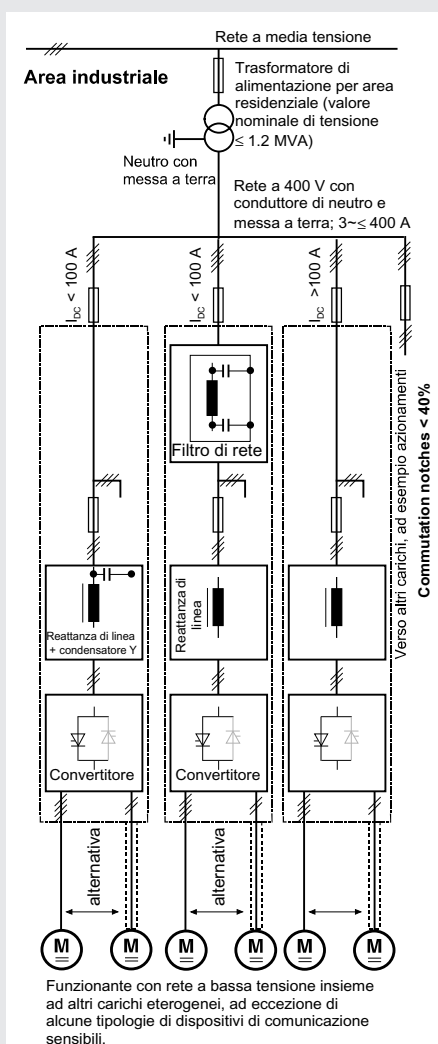 Rete a media tensione
Area industriale
Trasformatore di
alimentazione per area
residenziale (valore
nominale di tensione
≤ 1.2 MVA)
Neutro con
messa a terra
Rete a 400 V con
conduttore di neutro e
messa a terra; 3~≤ 400 A
I_DC < 100 A
I_DC < 100 A
I_DC >100 A
Filtro di rete
Verso altri carichi, ad esempio azionamenti
Commutation notches < 40%
Reattanza di linea
+ condensatore Y
Reattanza di
linea
Convertitore
Convertitore
alternativa
alternativa
M
M
M
M
M
M
Funzionante con rete a bassa tensione insieme
ad altri carichi eterogenei, ad eccezione di
alcune tipologie di dispositivi di comunicazione
sensibili.